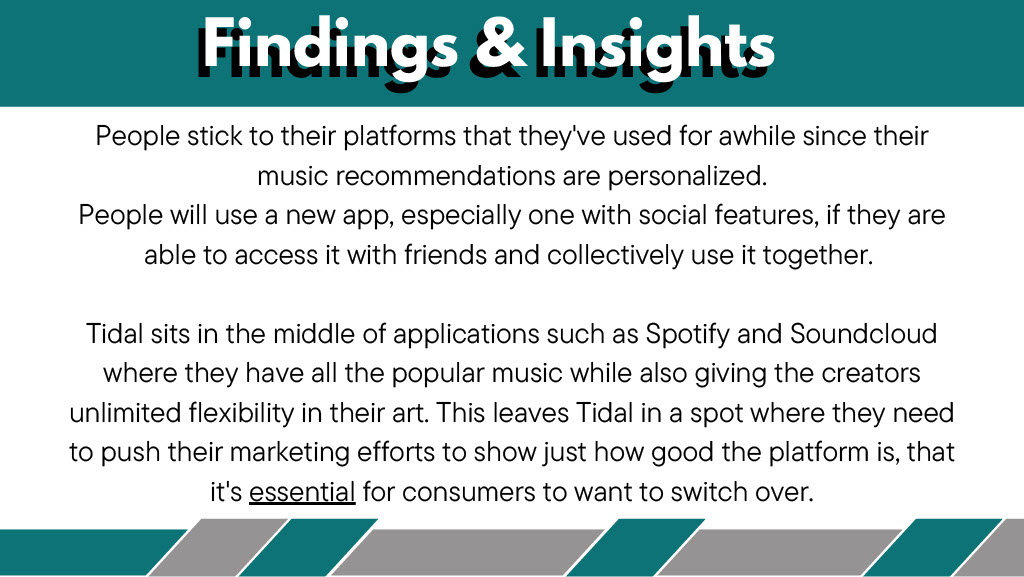 Findings & Insights
People stick to their platforms that they've used for awhile since their
music recommendations are personalized.
People will use a new app, especially one with social features, if they are
able to access it with friends and collectively use it together.
Tidal sits in the middle of applications such as Spotify and Soundcloud
where they have all the popular music while also giving the creators
unlimited flexibility in their art. This leaves Tidal in a spot where they need
to push their marketing efforts to show just how good the platform is, that
it's essential for consumers to want to switch over.